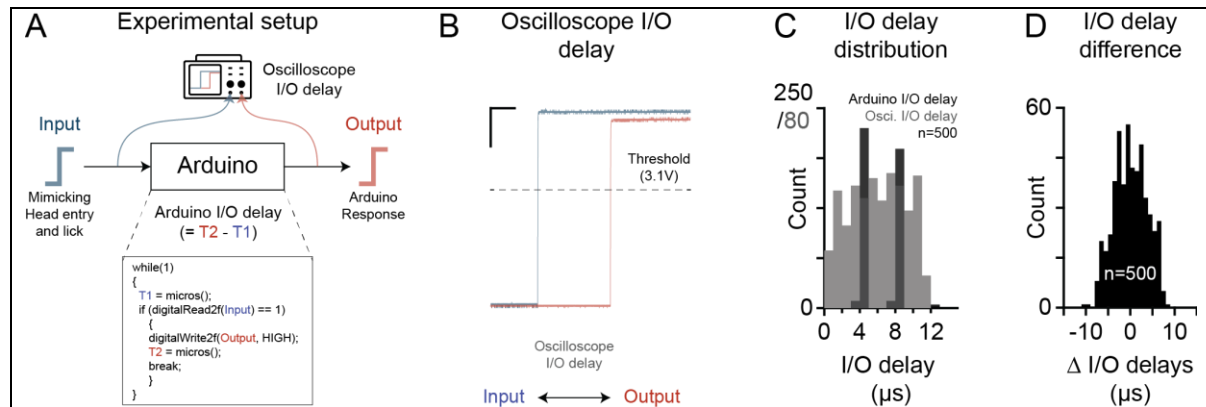 A
Experimental setup
Oscilloscope
I/O delay
Input
Output
Arduino
Mimicking
Head entry
and lick
Arduino
Response
Arduino I/O delay
(= T2 - T1)
while(1)
{
T1 = micros();
if (digitalRead2f(Input) == 1)
{
digitalWrite2f(Output, HIGH);
T2 = micros();
break;
}
}
B
Oscilloscope I/O
delay
Threshold
(3.1V)
Oscilloscope
I/O delay
Input
Output
C
I/O delay
distribution
250
/80
Arduino I/O delay
Osci. I/O delay
n=500
Count
0
0
4
8
12
I/O delay
(µs)
D
I/O delay
difference
60
Count
n=500
0
-10
0
10
Δ I/O delays
(µs)